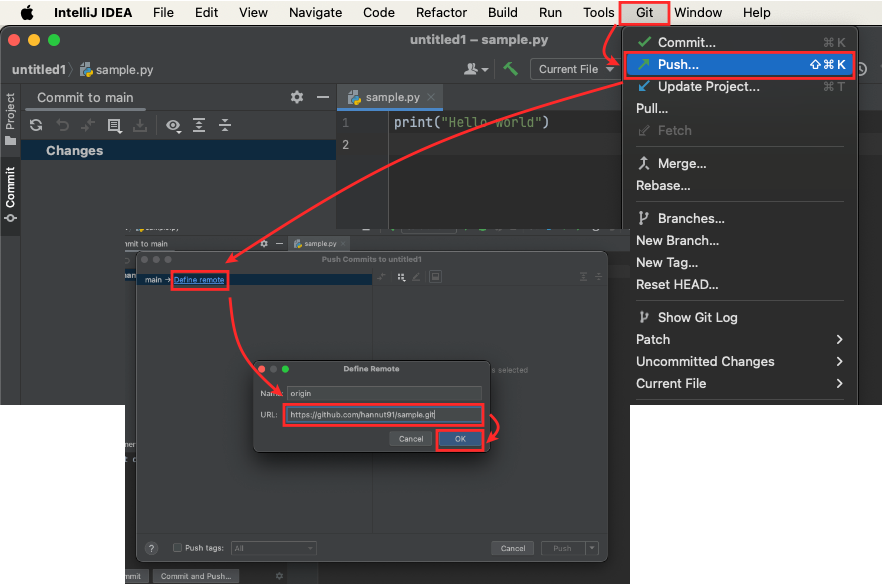 IntelliJ IDEA File Edit View Navigate Code Refactor Build Run Tools Git Window Help
untitled1 – sample.py
untitled1 sample.py
Current File
Project
Commit
Commit to main
Changes
sample.py
1 print("Hello World")
2
Commit... ⌘K
Push... ⇧⌘K
Update Project... ⌘T
Pull...
Fetch
Merge...
Rebase...
Branches...
New Branch...
New Tag...
Reset HEAD...
Show Git Log
Patch
Uncommitted Changes
Current File
mit to main
sample.py
Push Commits to untitled1
main → Define remote
s selected
Define Remote
Name: origin
URL: https://github.com/hannut91/sample.git
Cancel OK
? Push tags: All
Cancel Push
mmit Commit and Push...